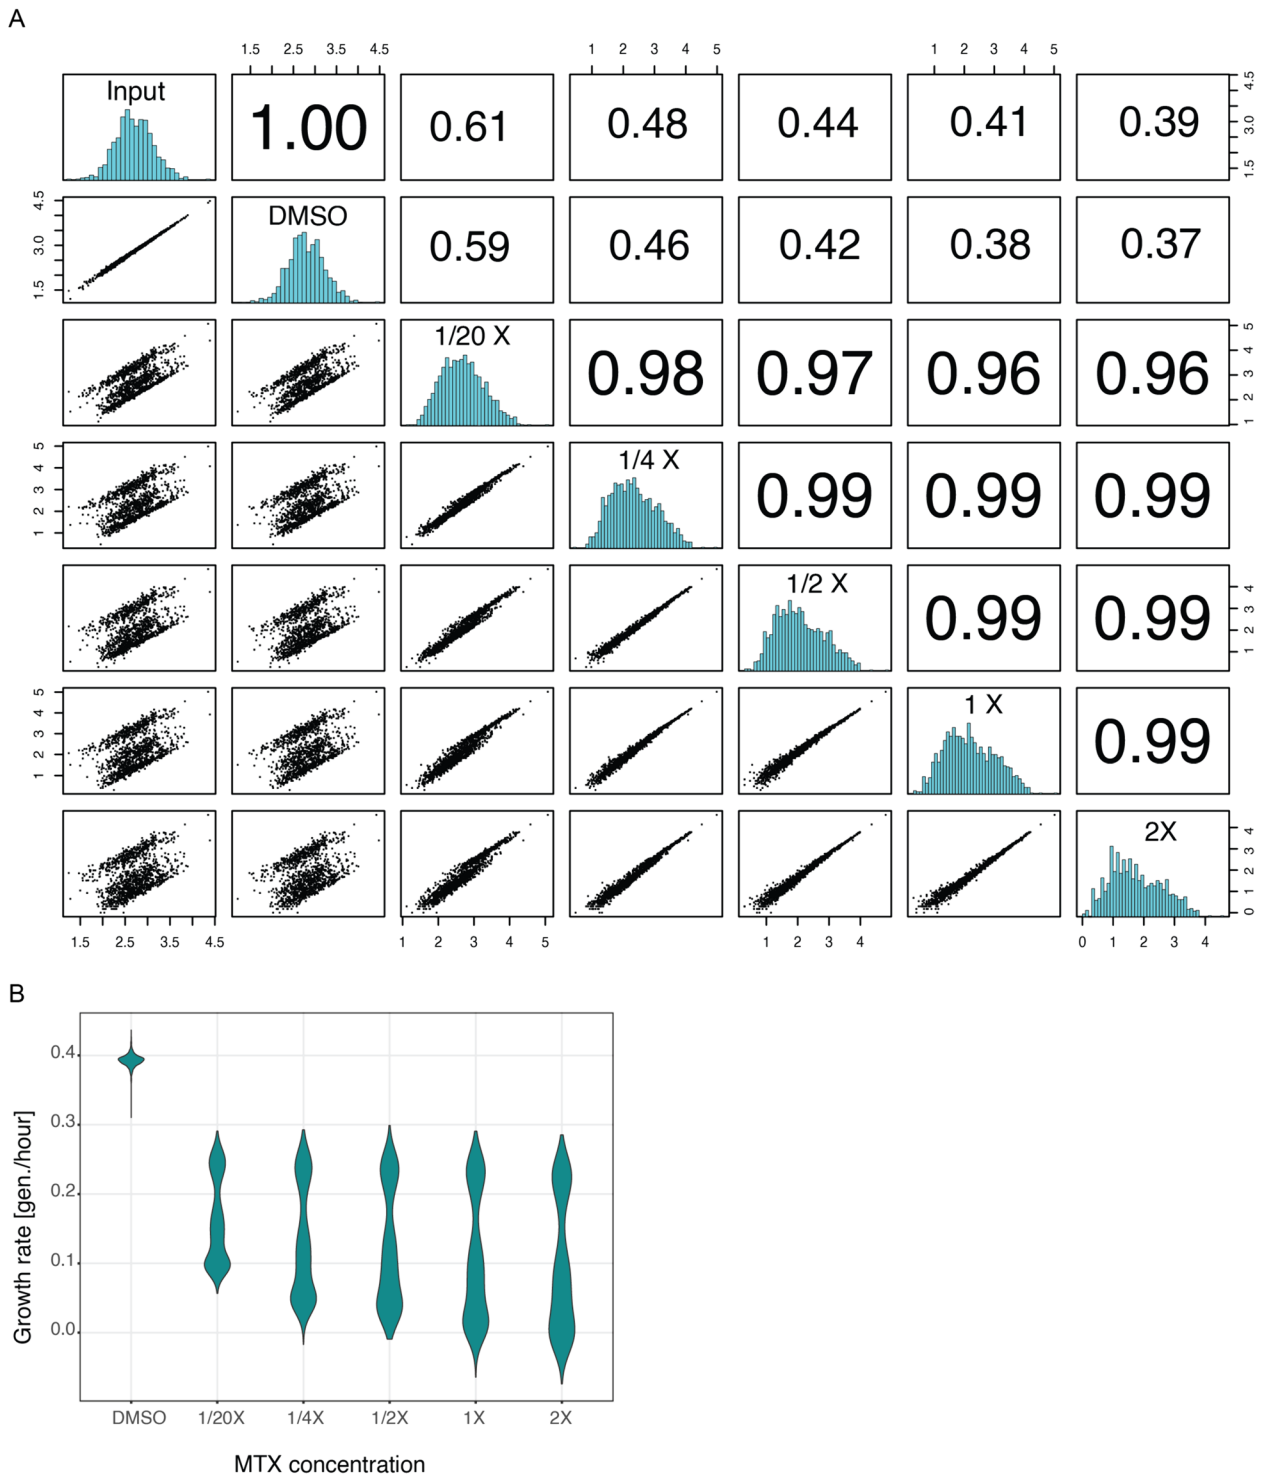 A
1.5 2.5 3.5 4.5 1 2 3 4 5 1 2 3 4 5
Input 1.00 0.61 0.48 0.44 0.41 0.39
1.5 3.0 4.5
1.5 3.0 4.5
DMSO 0.59 0.46 0.42 0.38 0.37
1/20 X 0.98 0.97 0.96 0.96
1 2 3 4 5
1 2 3 4 5
1/4 X 0.99 0.99 0.99
1/2 X 0.99 0.99
1 2 3 4
1 2 3 4 5
1 X 0.99
2X
0 1 2 3 4
1.5 2.5 3.5 4.5 1 2 3 4 5 1 2 3 4 0 1 2 3 4
B
Growth rate [gen./hour]
0.4
0.3
0.2
0.1
0.0
DMSO 1/20X 1/4X 1/2X 1X 2X
MTX concentration